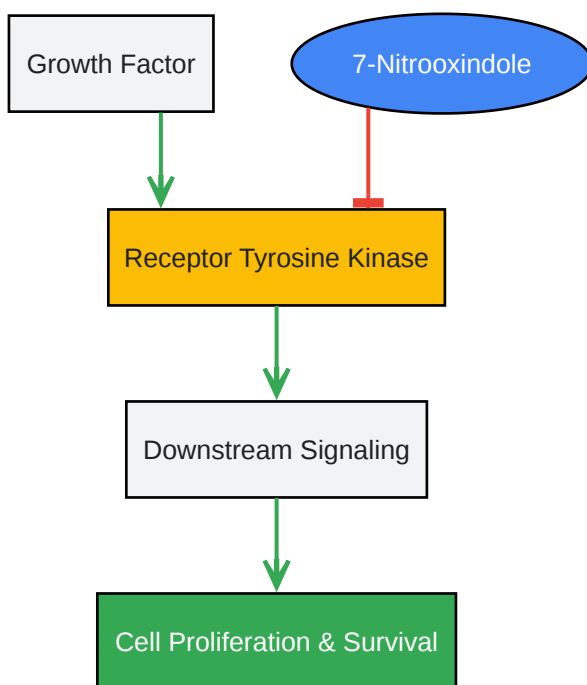 Growth Factor
7-Nitrooxindole
Receptor Tyrosine Kinase
Downstream Signaling
Cell Proliferation & Survival